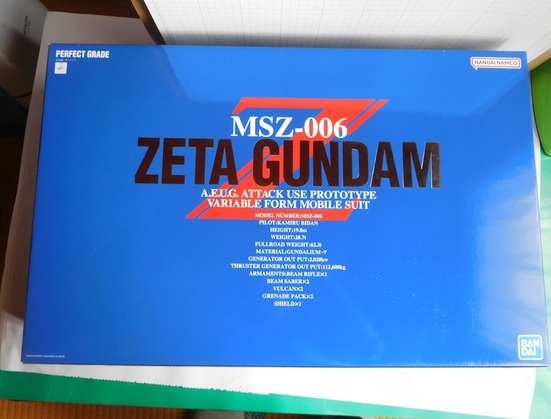 PERFECT GRADE
BANDAI NAMCO
MSZ-006
ZETA GUNDAM
A.E.U.G. ATTACK USE PROTOTYPE
VARIABLE FORM MOBILE SUIT
MODEL NUMBER:MSZ-006
PILOT:KAMIRU BIDAN
HEIGHT:19.8m
WEIGHT:28.7t
FULLROAD WEIGHT:62.3t
MATERIAL:GUNDALIUM-γ
GENERATOR OUT PUT:2,020kw
THRUSTER GENERATOR OUT PUT:112,600kg
ARMAMENTS:BEAM RIFLE×1
BEAM SABER×2
VULCAN×2
GRENADE PACK×2
SHIELD×1
BAN
DAI